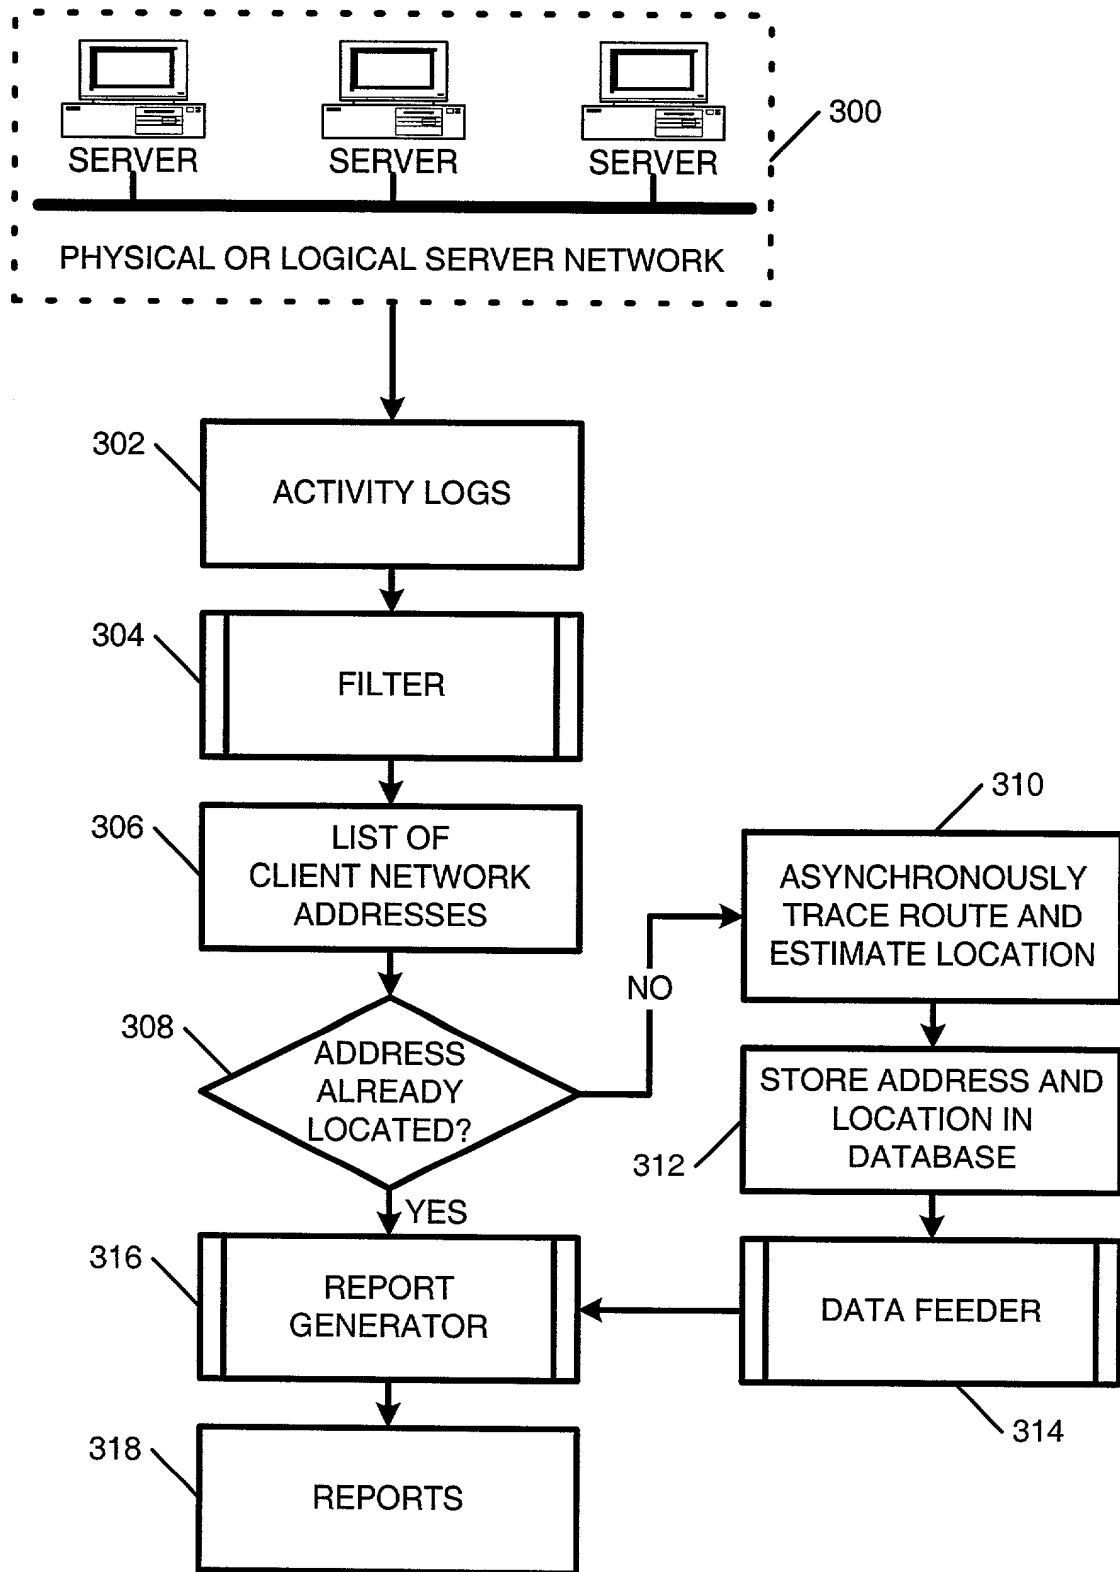 SERVER SERVER SERVER
300
PHYSICAL OR LOGICAL SERVER NETWORK
302
ACTIVITY LOGS
304
FILTER
306
LIST OF
CLIENT NETWORK
ADDRESSES
308
ADDRESS
ALREADY
LOCATED?
NO
310
ASYNCHRONOUSLY
TRACE ROUTE AND
ESTIMATE LOCATION
312
STORE ADDRESS AND
LOCATION IN
DATABASE
YES
316
REPORT
GENERATOR
DATA FEEDER
314
318
REPORTS